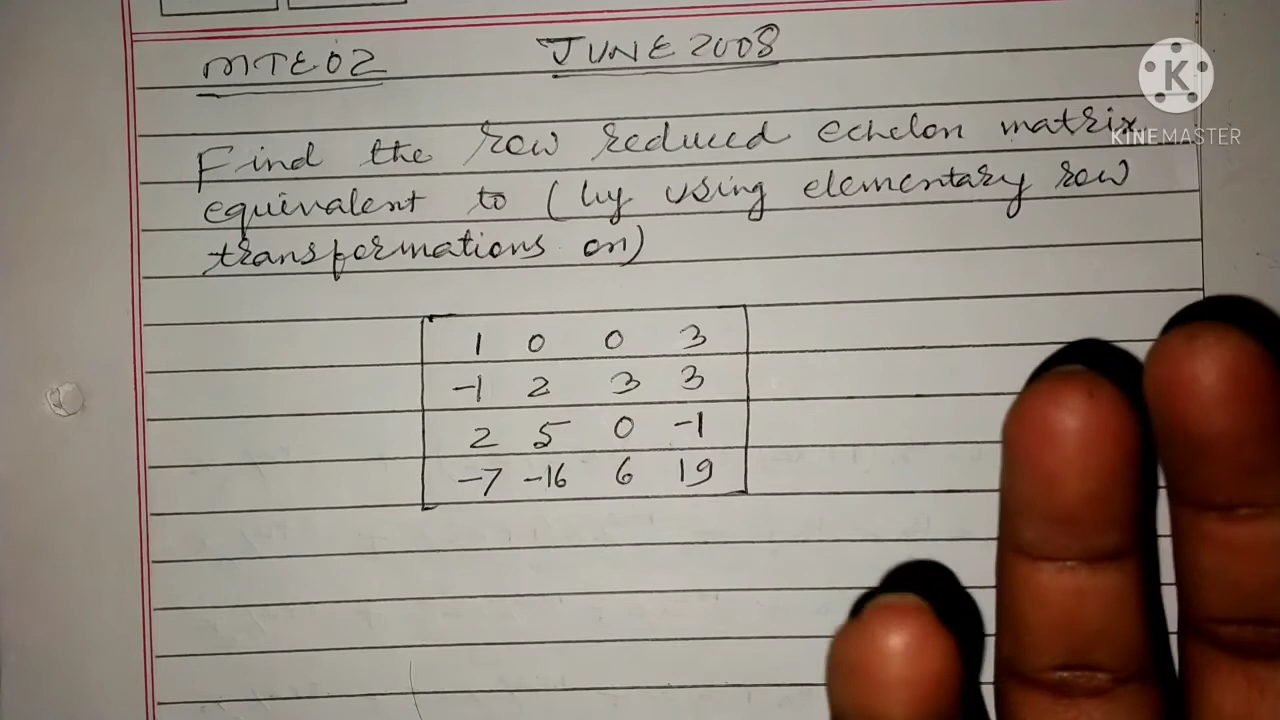 MTE02 JUNE 2008
K
KINEMASTER
Find the row reduced echelon matrix
equivalent to (by using elementary row
transformations on)
1 0 0 3
-1 2 3 3
2 5 0 -1
-7 -16 6 19